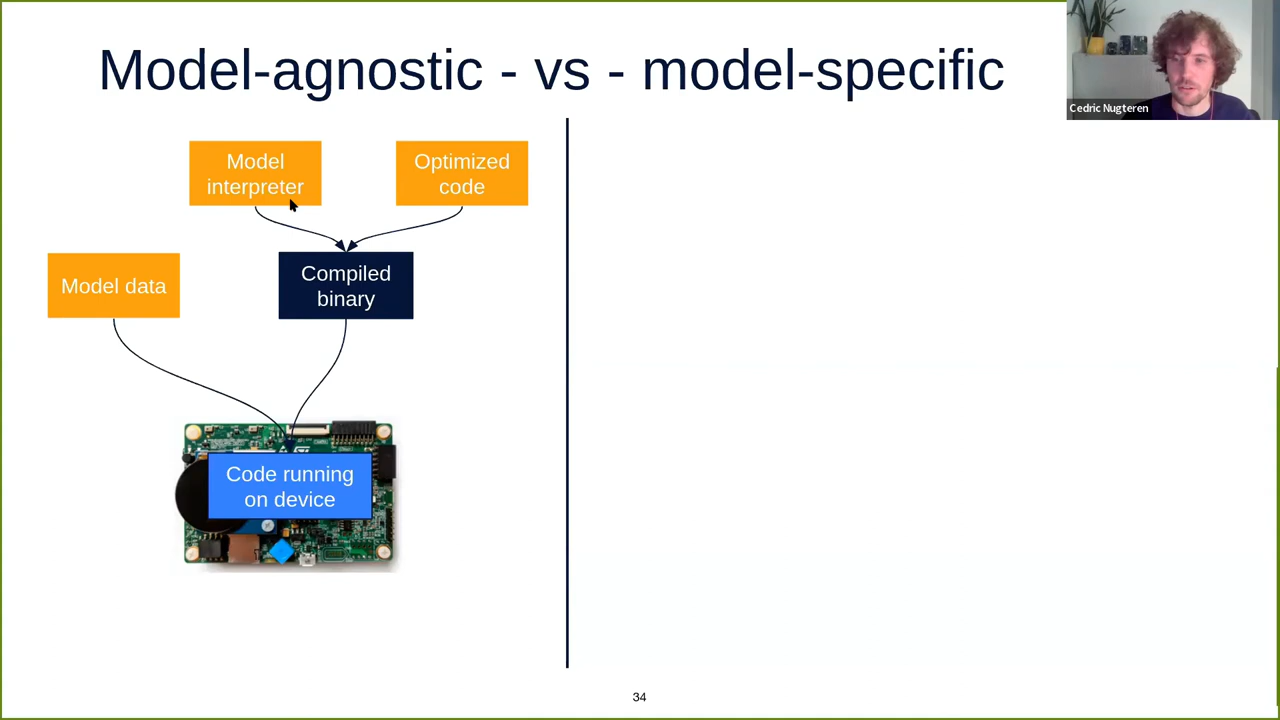 Model-agnostic - vs - model-specific
Cedric Nugteren
Model
interpreter
Optimized
code
Model data
Compiled
binary
Code running
on device
34